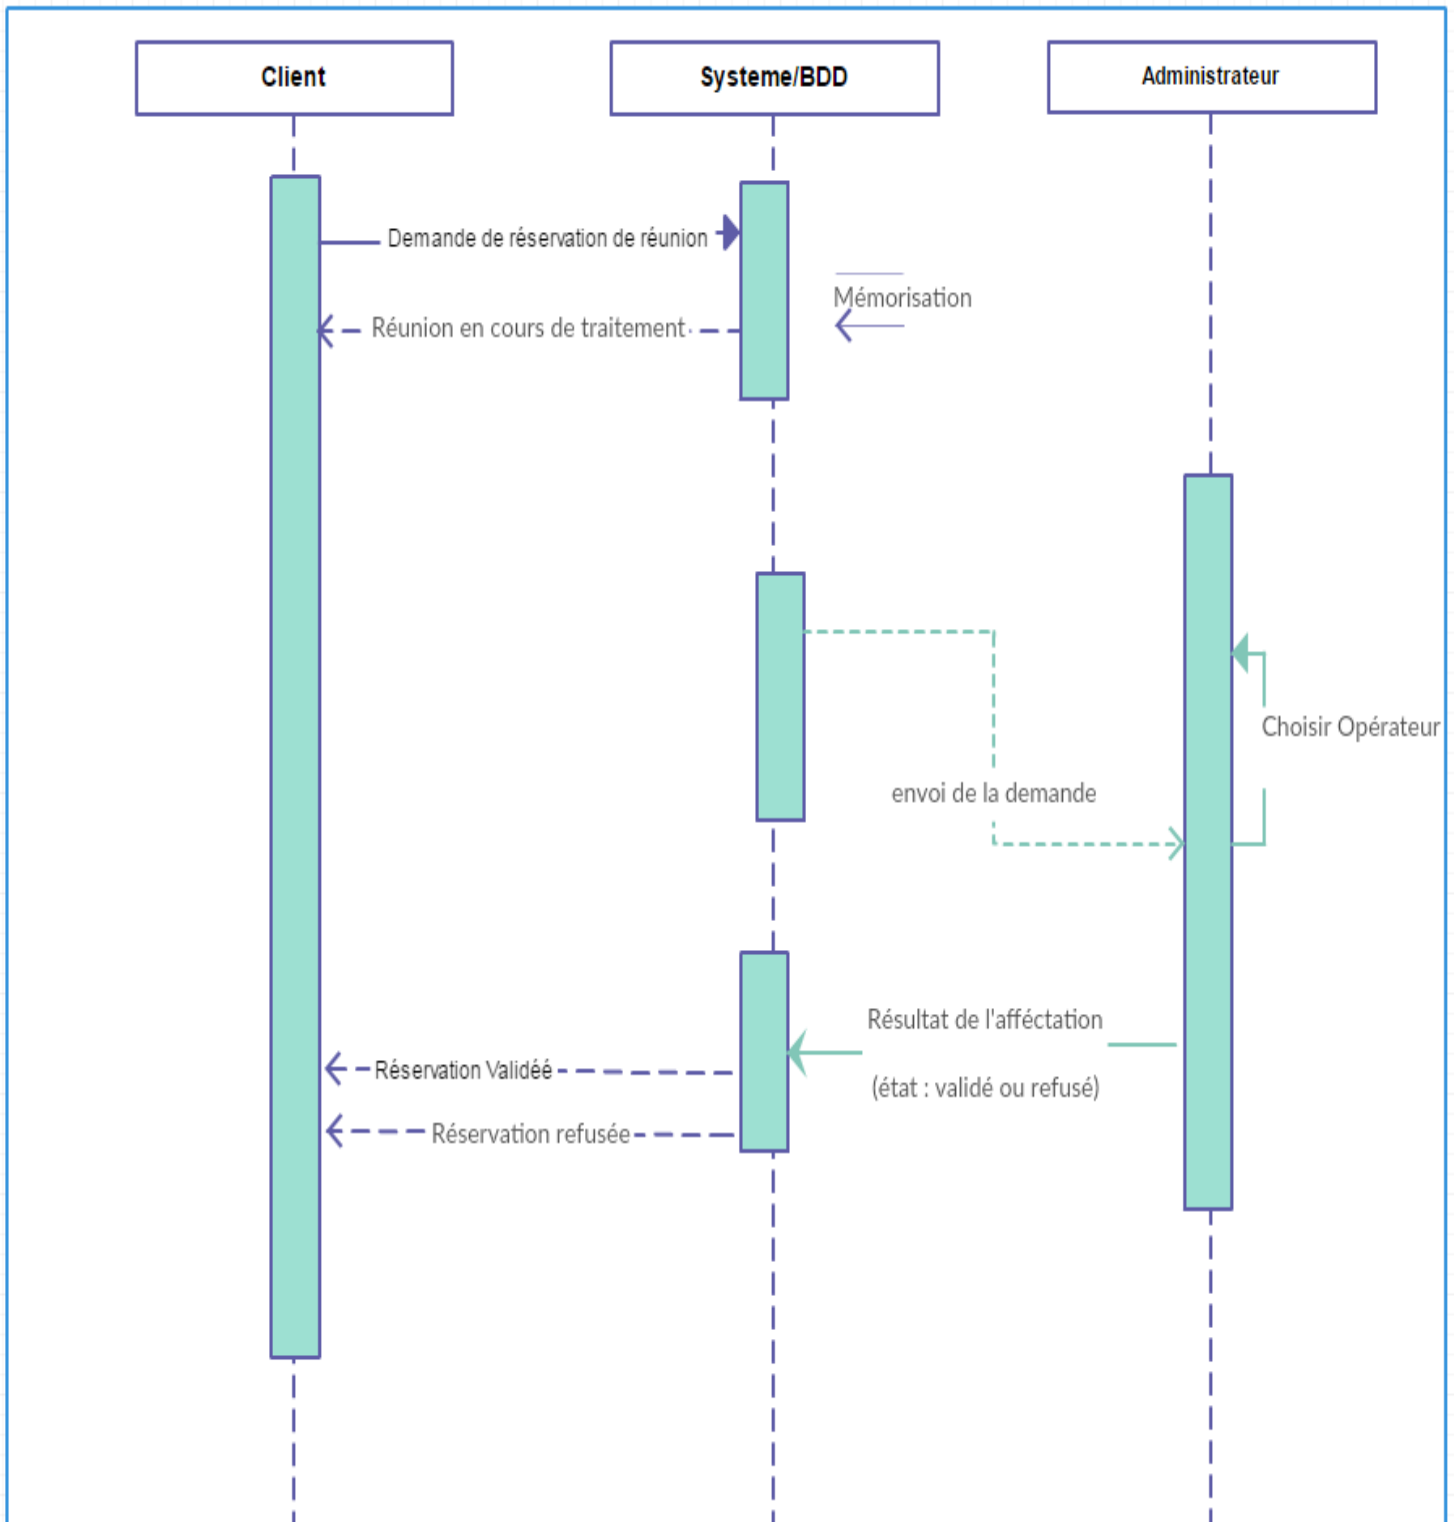 Client
Systeme/BDD
Administrateur
Demande de réservation de réunion
Mémorisation
Réunion en cours de traitement
Choisir Opérateur
envoi de la demande
Résultat de l'afféctation
Réservation Validéé
(état : validé ou refusé)
Réservation refusée